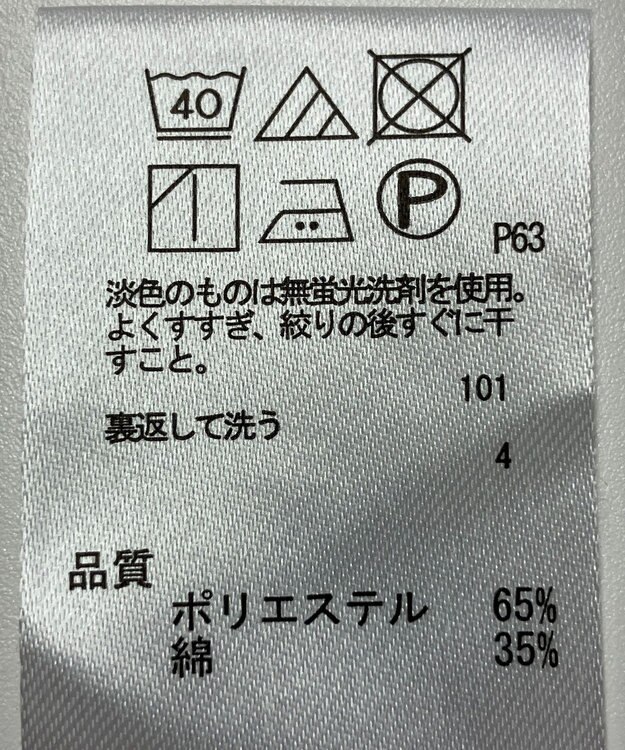 40
P
P63
淡色のものは無蛍光洗剤を使用。
よくすすぎ、絞りの後すぐに干
すこと。
101
裏返して洗う
4
品質
ポリエステル 65%
綿 35%